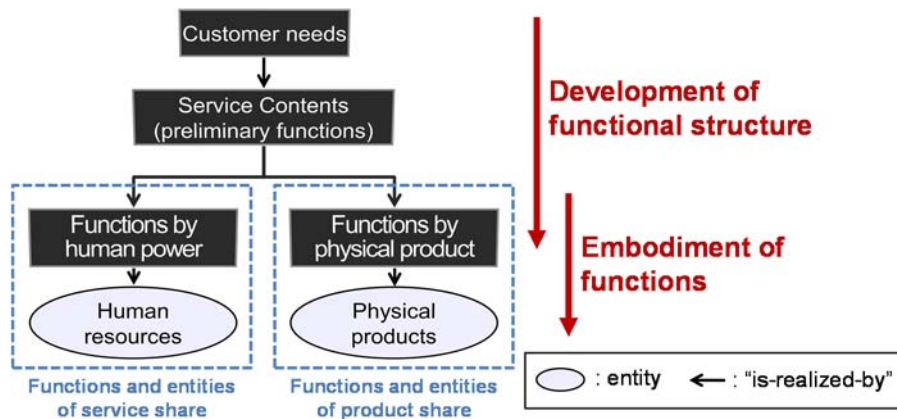 Customer needs
Service Contents
(preliminary functions)
Functions by
human power
Functions by
physical product
Human
resources
Physical
products
Functions and entities
of service share
Functions and entities
of product share
Development of
functional structure
Embodiment of
functions
: entity
: "is-realized-by"